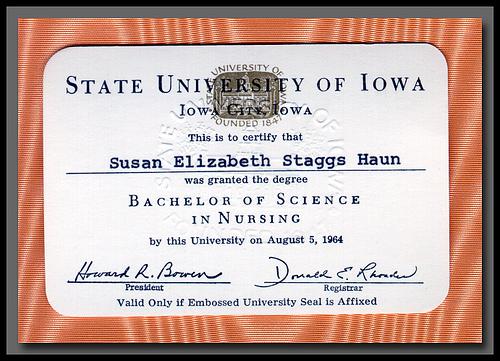 STATE UNIVERSITY OF IOWA
IOWA CITY, IOWA
UNIVERSITY OF
FOUNDED 1847
This is to certify that
Susan Elizabeth Staggs Haun
was granted the degree
BACHELOR OF SCIENCE
IN NURSING
by this University on August 5, 1964
Howard R. Bowen
Donald E. Rhoades
President
Registrar
Valid Only if Embossed University Seal is Affixed